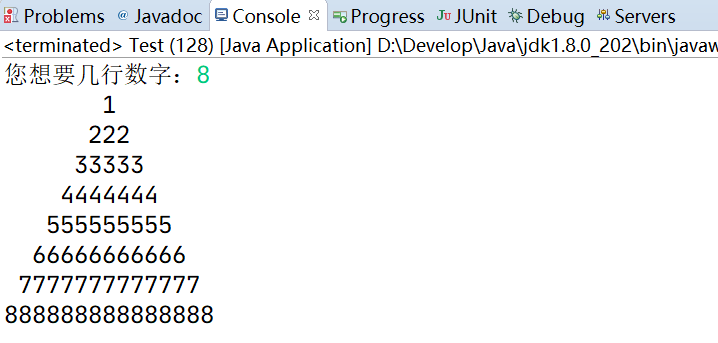 Problems @ Javadoc Console Progress JUnit Debug Servers
<terminated> Test (128) [Java Application] D:\Develop\Java\jdk1.8.0_202\bin\javaw
您想要几行数字：8
1
222
33333
4444444
555555555
66666666666
7777777777777
888888888888888